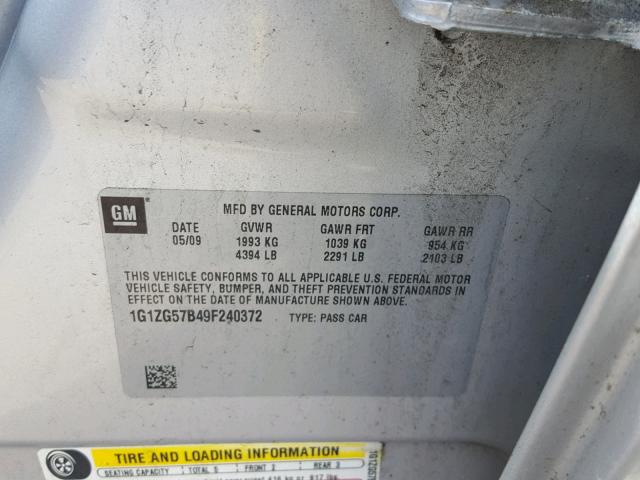 GM
MFD BY GENERAL MOTORS CORP.
DATE GVWR GAWR FRT GAWR RR
05/09 1993 KG 1039 KG 954 KG
4394 LB 2291 LB 2103 LB
THIS VEHICLE CONFORMS TO ALL APPLICABLE U.S. FEDERAL MOTOR
VEHICLE SAFETY, BUMPER, AND THEFT PREVENTION STANDARDS IN
EFFECT ON THE DATE OF MANUFACTURE SHOWN ABOVE.
1G1ZG57B49F240372 TYPE: PASS CAR
TIRE AND LOADING INFORMATION
SEATING CAPACITY TOTAL 5 FRONT 2 REAR 3